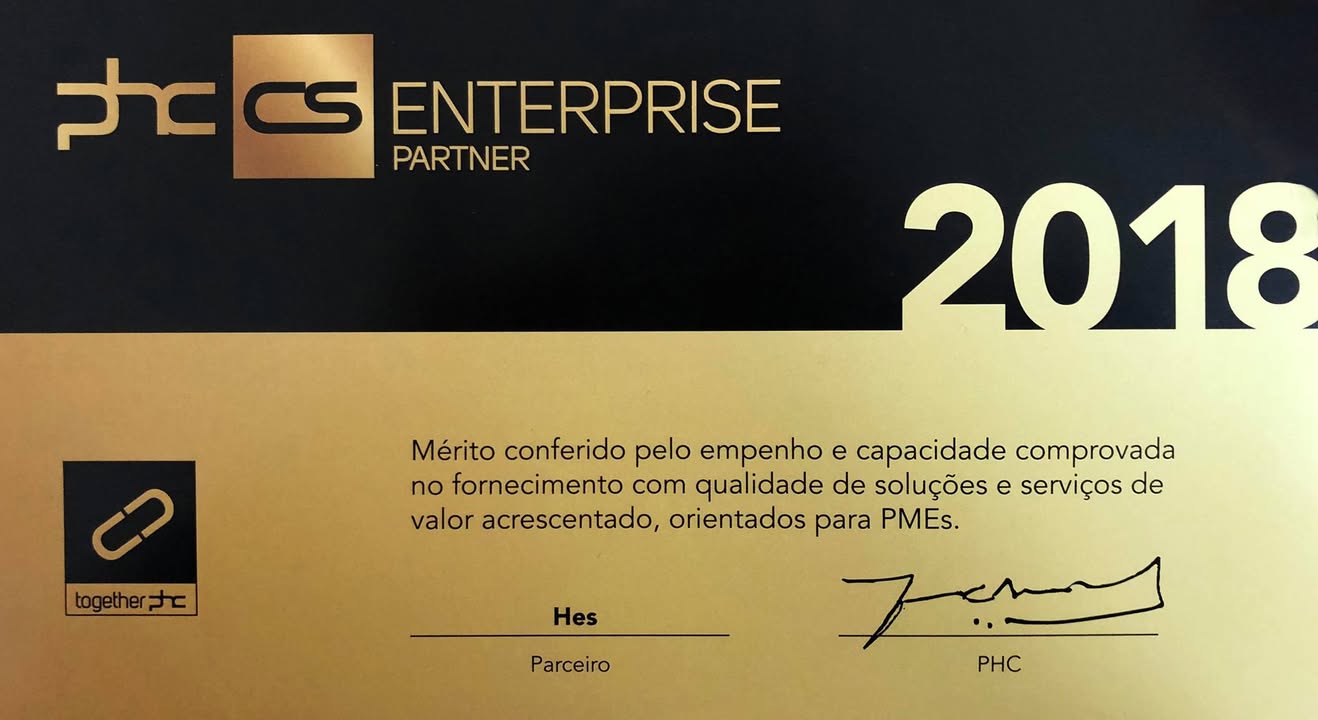 phc CS ENTERPRISE
PARTNER
2018
Mérito conferido pelo empenho e capacidade comprovada
no fornecimento com qualidade de soluções e serviços de
valor acrescentado, orientados para PMEs.
together phc
Hes
Parceiro
PHC